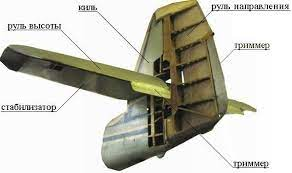 киль
руль направления
руль высоты
триммер
стабилизатор
триммер